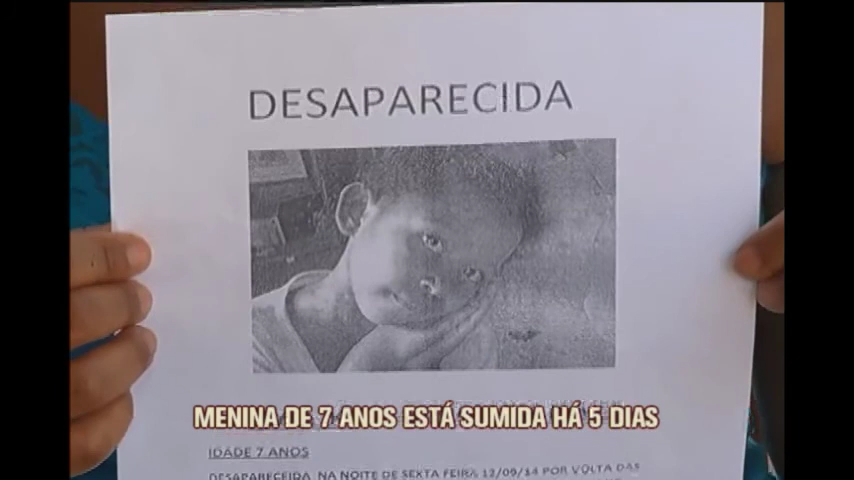 DESAPARECIDA
MENINA DE 7 ANOS ESTÁ SUMIDA HÁ 5 DIAS
IDADE 7 ANOS
DESAPARECEIDA NA NOITE DE SEXTA FEIRA 12/09/14 POR VOLTA DAS